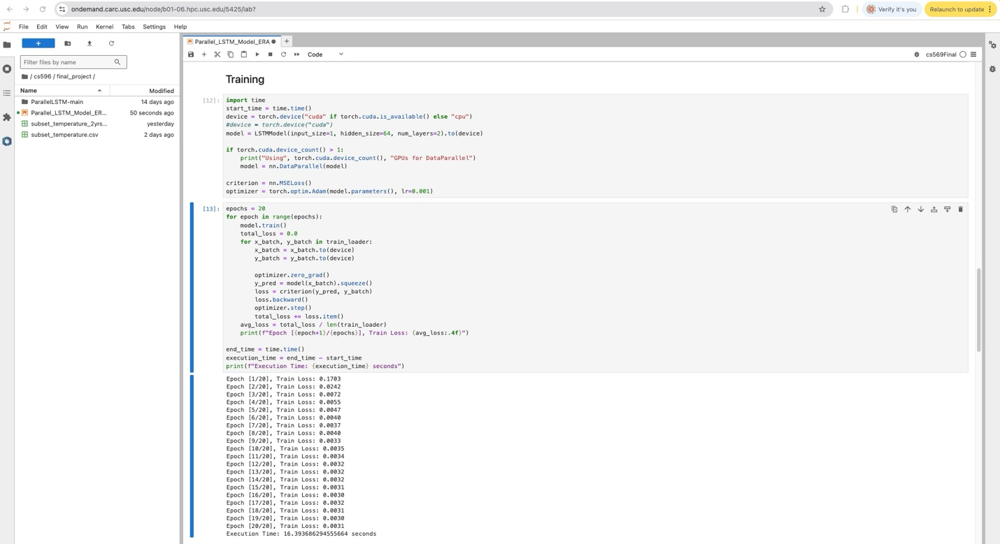 ondemand.carc.usc.edu/node/b01-06.hpc.usc.edu/5425/lab?
Verify it's you
Relaunch to update
File Edit View Run Kernel Tabs Settings Help
Parallel_LSTM_Model_ERA
Code
cs569Final
Filter files by name
/ cs596 / final_project /
Name Modified
ParallelLSTM-main 14 days ago
Parallel_LSTM_Model_ER... 50 seconds ago
subset_temperature_2yrs... yesterday
subset_temperature.csv 2 days ago
Training
[12]:
import time
start_time = time.time()
device = torch.device("cuda" if torch.cuda.is_available() else "cpu")
#device = torch.device("cuda")
model = LSTMModel(input_size=1, hidden_size=64, num_layers=2).to(device)
if torch.cuda.device_count() > 1:
    print("Using", torch.cuda.device_count(), "GPUs for DataParallel")
    model = nn.DataParallel(model)
criterion = nn.MSELoss()
optimizer = torch.optim.Adam(model.parameters(), lr=0.001)
[13]:
epochs = 20
for epoch in range(epochs):
    model.train()
    total_loss = 0.0
    for x_batch, y_batch in train_loader:
        x_batch = x_batch.to(device)
        y_batch = y_batch.to(device)
        optimizer.zero_grad()
        y_pred = model(x_batch).squeeze()
        loss = criterion(y_pred, y_batch)
        loss.backward()
        optimizer.step()
        total_loss += loss.item()
    avg_loss = total_loss / len(train_loader)
    print(f"Epoch [{epoch+1}/{epochs}], Train Loss: {avg_loss:.4f}")
end_time = time.time()
execution_time = end_time - start_time
print(f"Execution Time: {execution_time} seconds")
Epoch [1/20], Train Loss: 0.1703
Epoch [2/20], Train Loss: 0.0242
Epoch [3/20], Train Loss: 0.0072
Epoch [4/20], Train Loss: 0.0055
Epoch [5/20], Train Loss: 0.0047
Epoch [6/20], Train Loss: 0.0040
Epoch [7/20], Train Loss: 0.0037
Epoch [8/20], Train Loss: 0.0040
Epoch [9/20], Train Loss: 0.0033
Epoch [10/20], Train Loss: 0.0035
Epoch [11/20], Train Loss: 0.0034
Epoch [12/20], Train Loss: 0.0032
Epoch [13/20], Train Loss: 0.0032
Epoch [14/20], Train Loss: 0.0032
Epoch [15/20], Train Loss: 0.0031
Epoch [16/20], Train Loss: 0.0030
Epoch [17/20], Train Loss: 0.0032
Epoch [18/20], Train Loss: 0.0031
Epoch [19/20], Train Loss: 0.0030
Epoch [20/20], Train Loss: 0.0031
Execution Time: 16.393686294555664 seconds